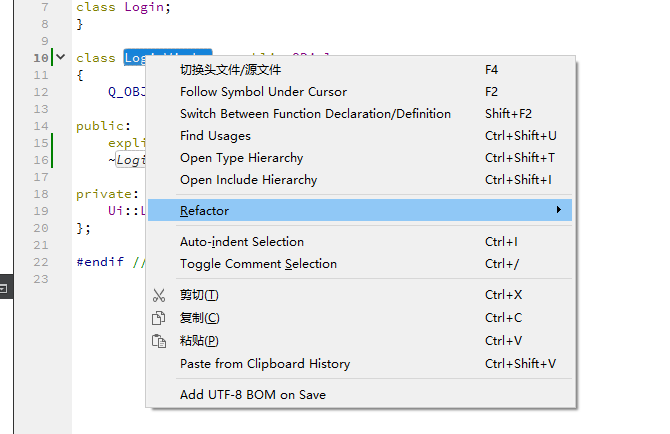 7 class Login;
8 }
9
10 class
11 {
12 Q_OBJ
13
14 public:
15 expli
16 ~Logi
17
18 private:
19 Ui::L
20 };
21
22 #endif //
23
切换头文件/源文件 F4
Follow Symbol Under Cursor F2
Switch Between Function Declaration/Definition Shift+F2
Find Usages Ctrl+Shift+U
Open Type Hierarchy Ctrl+Shift+T
Open Include Hierarchy Ctrl+Shift+I
Refactor
Auto-indent Selection Ctrl+I
Toggle Comment Selection Ctrl+/
剪切(T) Ctrl+X
复制(C) Ctrl+C
粘贴(P) Ctrl+V
Paste from Clipboard History Ctrl+Shift+V
Add UTF-8 BOM on Save